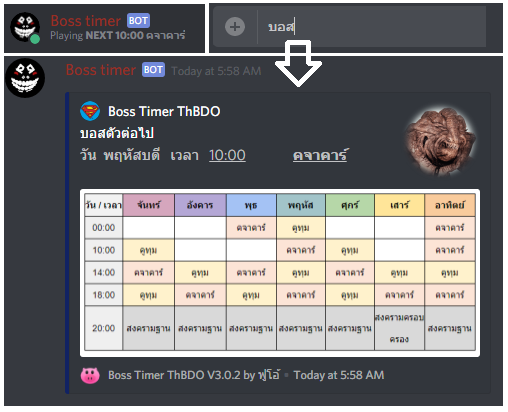 Boss timer BOT
Playing NEXT 10:00 คจาคาร์
บอส
Boss timer BOT Today at 5:58 AM
Boss Timer ThBDO
บอสตัวต่อไป
วัน พฤหัสบดี เวลา 10:00 คจาคาร์
วัน / เวลา จันทร์ อังคาร พุธ พฤหัส ศุกร์ เสาร์ อาทิตย์
00:00 คจาคาร์ คูทุม คจาคาร์
10:00 คูทุม คจาคาร์ คูทุม คจาคาร์
14:00 คจาคาร์ คูทุม คจาคาร์ คูทุม คจาคาร์ คูทุม คูทุม
18:00 คูทุม คจาคาร์ คูทุม คจาคาร์ คูทุม คจาคาร์ คจาคาร์
20:00 สงครามฐาน สงครามฐาน สงครามฐาน สงครามฐาน สงครามฐาน สงครามครอบครอง สงครามฐาน
Boss Timer ThBDO V3.0.2 by ฟูโอ้ • Today at 5:58 AM